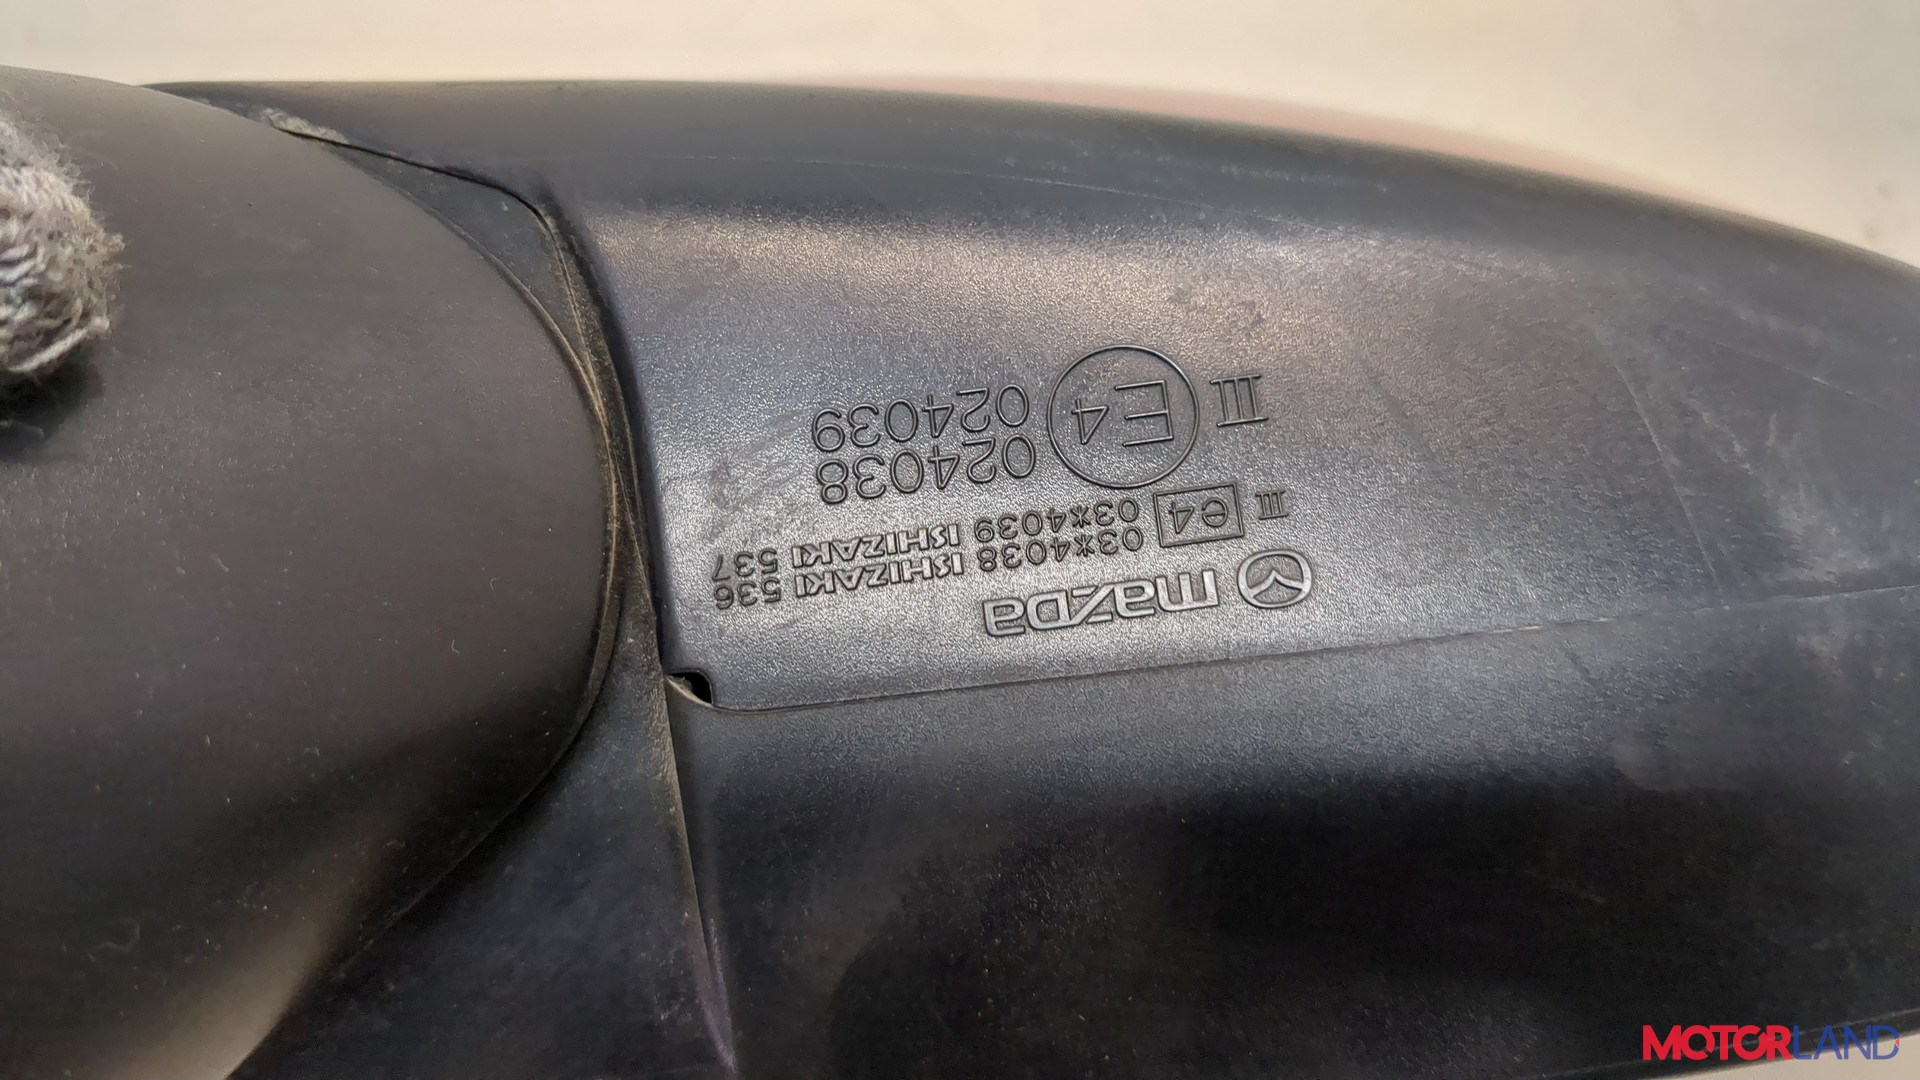 mazda
III e4 03*4038 ISHIZAKI 536
03*4039 ISHIZAKI 537
III E4 024038
024039
MOTORLAND